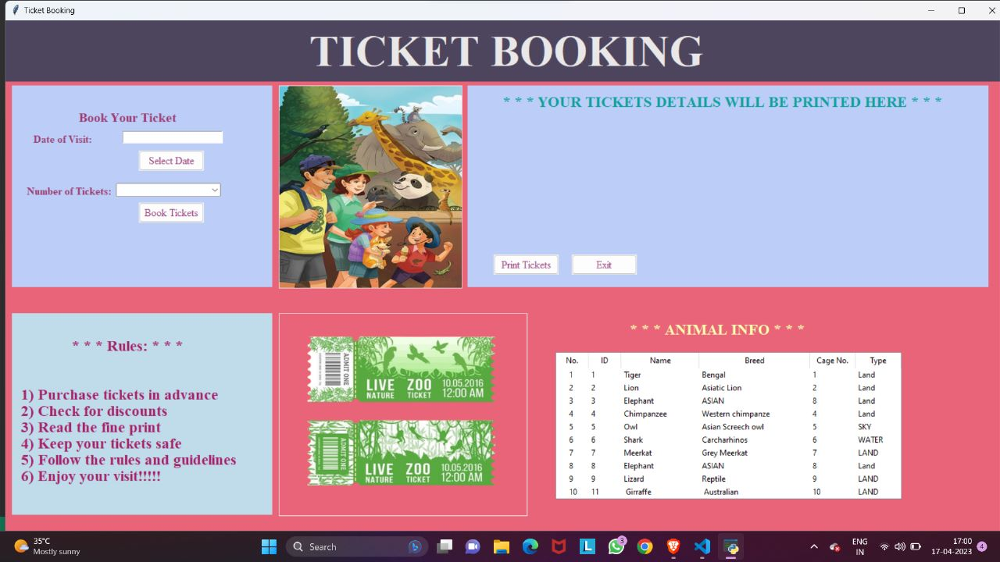 Ticket Booking
TICKET BOOKING
Book Your Ticket
Date of Visit:
Select Date
Number of Tickets:
Book Tickets
* * * YOUR TICKETS DETAILS WILL BE PRINTED HERE * * *
Print Tickets Exit
* * * Rules: * * *
1) Purchase tickets in advance
2) Check for discounts
3) Read the fine print
4) Keep your tickets safe
5) Follow the rules and guidelines
6) Enjoy your visit!!!!!
ADMIT ONE
LIVE ZOO 10.05.2016
NATURE TICKET 12:00 AM
ADMIT ONE
LIVE ZOO 10.05.2016
NATURE TICKET 12:00 AM
* * * ANIMAL INFO * * *
No. ID Name Breed Cage No. Type
1 1 Tiger Bengal 1 Land
2 2 Lion Asiatic Lion 2 Land
3 3 Elephant ASIAN 8 Land
4 4 Chimpanzee Western chimpanze 4 Land
5 5 Owl Asian Screech owl 5 SKY
6 6 Shark Carcharhinos 6 WATER
7 7 Meerkat Grey Meerkat 7 LAND
8 8 Elephant ASIAN 8 Land
9 9 Lizard Reptile 9 LAND
10 11 Girraffe Australian 10 LAND
35°C
Mostly sunny
Search
L
3
ENG
IN
17:00
17-04-2023
4